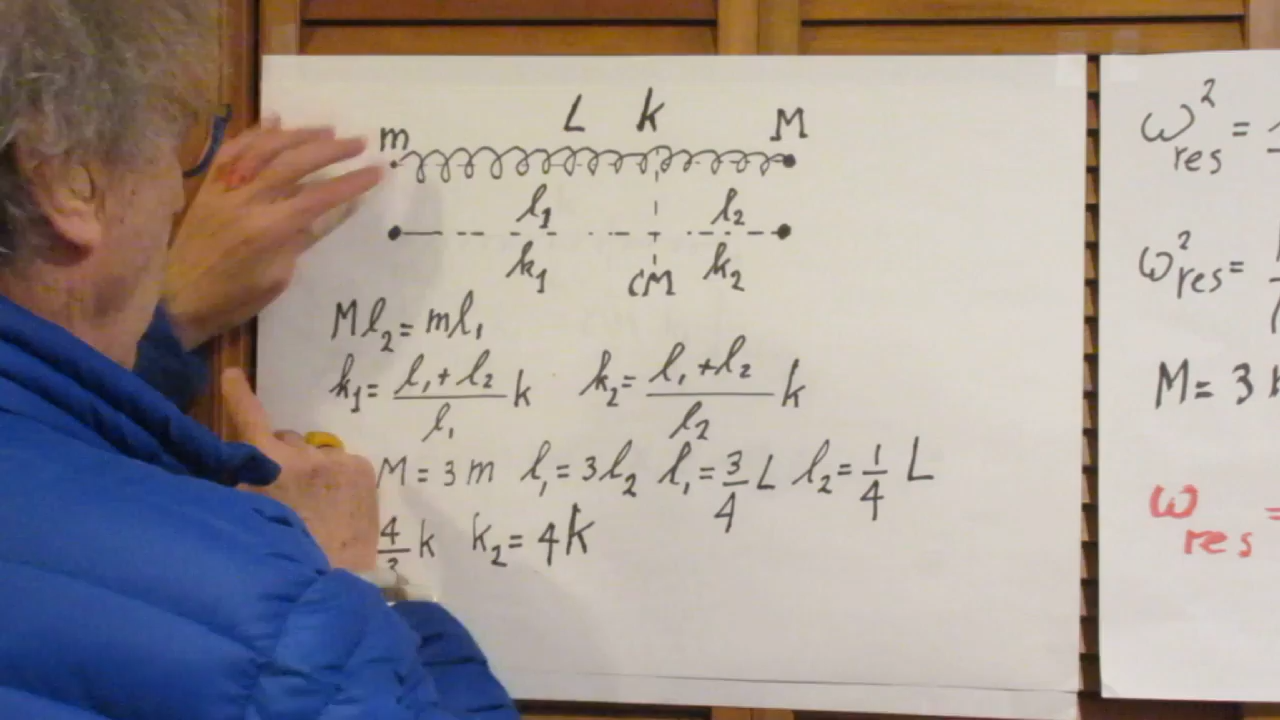 L k
m M
l₁ l₂
k₁ CM k₂
Ml₂ = ml₁
k₁ = (l₁ + l₂)/l₁ k k₂ = (l₁ + l₂)/l₂ k
M = 3m l₁ = 3l₂ l₁ = 3/4 L l₂ = 1/4 L
4/3 k k₂ = 4k
ω²res =
ω²res =
M = 3
ωres =